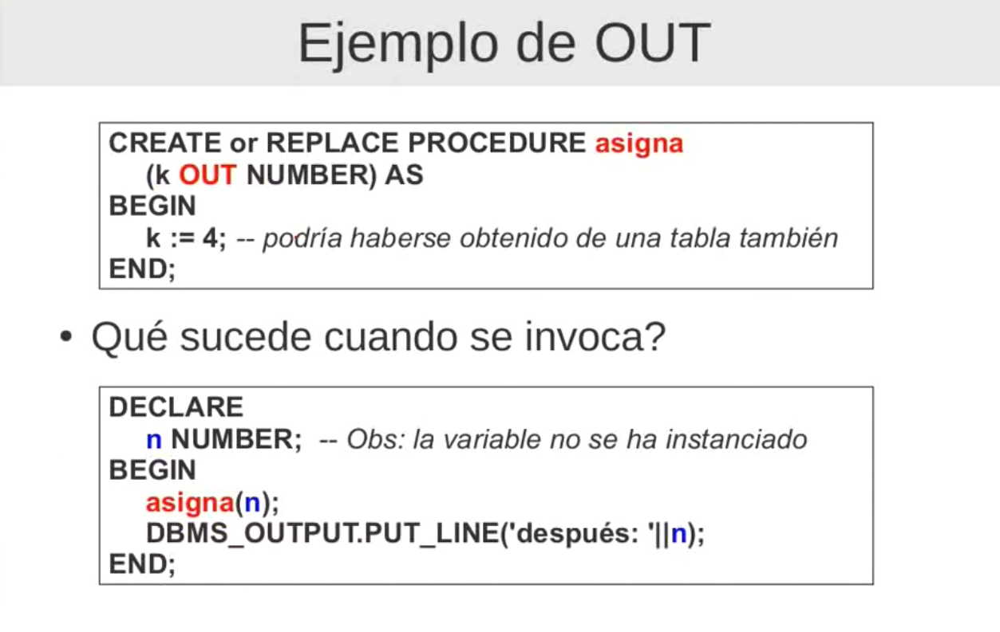 Ejemplo de OUT
CREATE or REPLACE PROCEDURE asigna
(k OUT NUMBER) AS
BEGIN
k := 4; -- podría haberse obtenido de una tabla también
END;
• Qué sucede cuando se invoca?
DECLARE
n NUMBER; -- Obs: la variable no se ha instanciado
BEGIN
asigna(n);
DBMS_OUTPUT.PUT_LINE('después: '||n);
END;